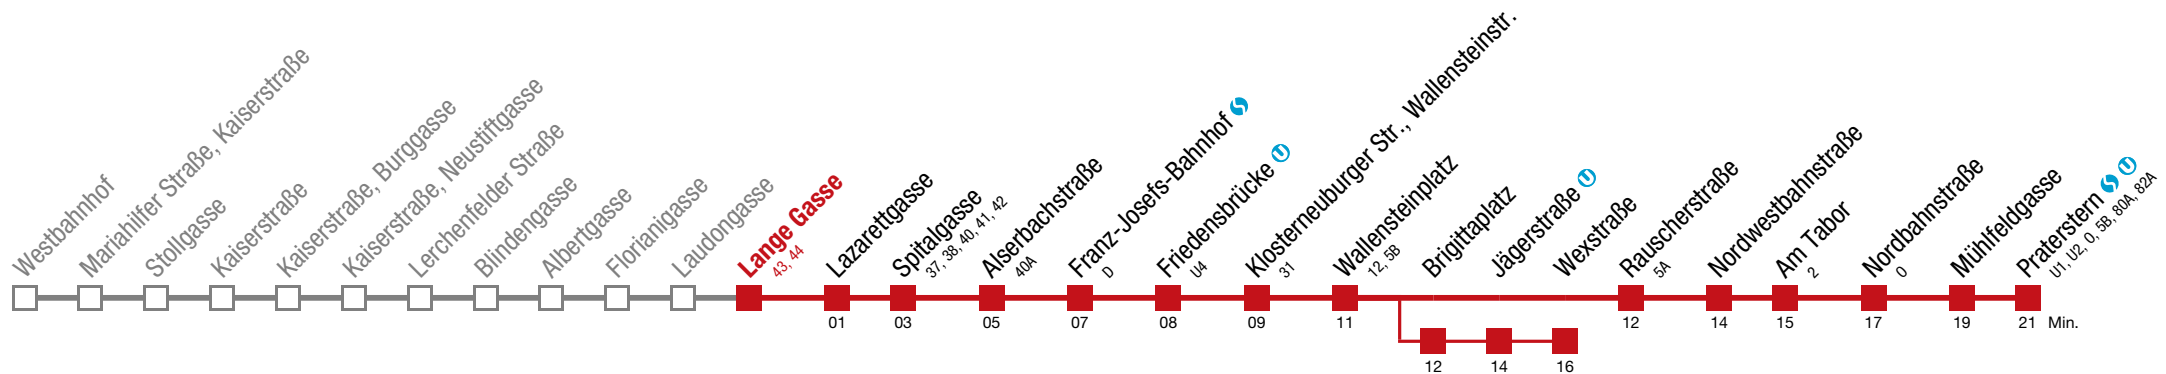 Westbahnhof
Mariahilfer Straße, Kaiserstraße
Stollgasse
Kaiserstraße
Kaiserstraße, Burggasse
Kaiserstraße, Neustiftgasse
Lerchenfelder Straße
Blindengasse
Albertgasse
Florianigasse
Laudongasse
Lange Gasse
43, 44
Lazarettgasse
01
Spitalgasse
37, 38, 40, 41, 42
03
Alserbachstraße
40A
05
Franz-Josefs-Bahnhof S
D
07
Friedensbrücke U
U4
08
Klosterneuburger Str., Wallensteinstr.
31
09
Wallensteinplatz
12, 5B
11
Brigittaplatz
12
Jägerstraße U
14
Wexstraße
16
Rauscherstraße
5A
12
Nordwestbahnstraße
14
Am Tabor
2
15
Nordbahnstraße
O
17
Mühlfeldgasse
19
Praterstern S U
U1, U2, O, 5B, 80A, 82A
21 Min.